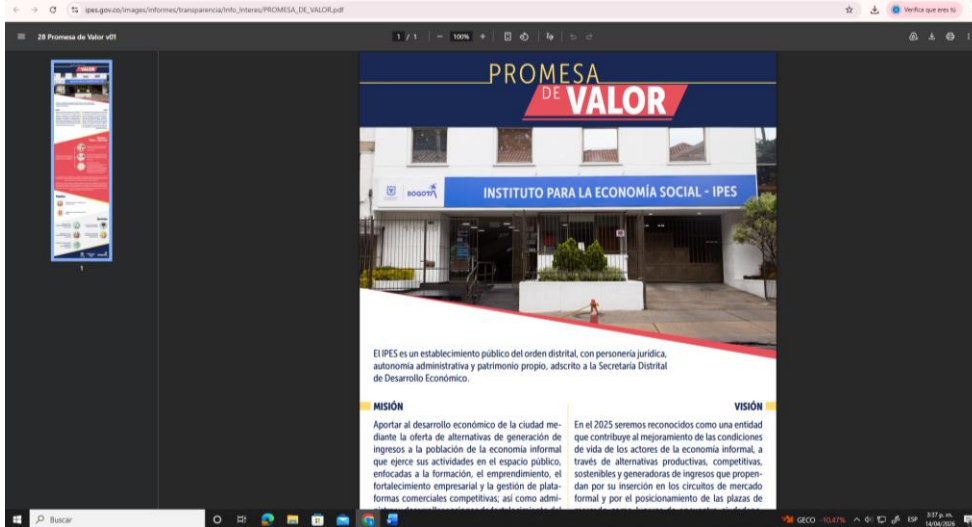 ipes.gov.co/images/informes/transparencia/Info_Interes/PROMESA_DE_VALOR.pdf
Verifica que eres tú
28 Promesa de Valor v01
1 / 1
100%
PROMESA
DE VALOR
BOGOTÁ
INSTITUTO PARA LA ECONOMÍA SOCIAL - IPES
El IPES es un establecimiento público del orden distrital, con personería jurídica,
autonomía administrativa y patrimonio propio, adscrito a la Secretaría Distrital
de Desarrollo Económico.
MISIÓN
Aportar al desarrollo económico de la ciudad me-
diante la oferta de alternativas de generación de
ingresos a la población de la economía informal
que ejerce sus actividades en el espacio público,
enfocadas a la formación, el emprendimiento, el
fortalecimiento empresarial y la gestión de plata-
formas comerciales competitivas; así como admi-
VISIÓN
En el 2025 seremos reconocidos como una entidad
que contribuye al mejoramiento de las condiciones
de vida de los actores de la economía informal, a
través de alternativas productivas, competitivas,
sostenibles y generadoras de ingresos que propen-
dan por su inserción en los circuitos de mercado
formal y por el posicionamiento de las plazas de
1
Buscar
GECO -10.47%
ESP
3:37 p. m.
14/04/2026